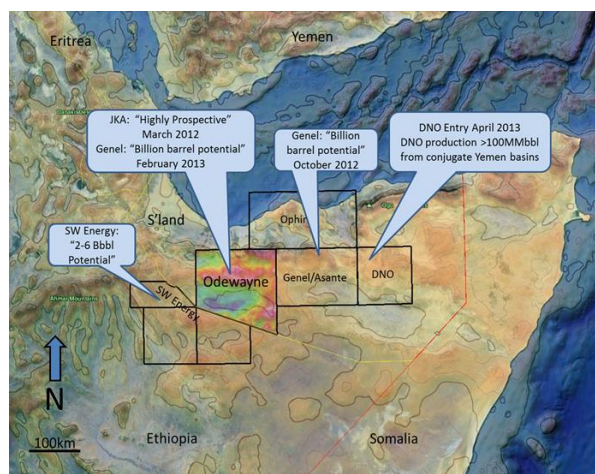 Eritrea
Yemen
JKA: "Highly Prospective"
March 2012
Genel: "Billion barrel potential"
February 2013
Genel: "Billion
barrel potential"
October 2012
DNO Entry April 2013
DNO production >100MMbbl
from conjugate Yemen basins
S'land
Ophir
SW Energy:
"2-6 Bbbl
Potential"
Odewayne
Genel/Asante
DNO
SW Energy
Ahmar Mountains
N
100km
Ethiopia
Somalia